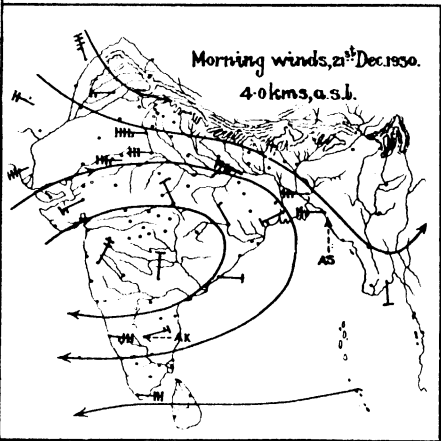 Morning winds, 21st Dec. 1930.
4.0 kms, a.s.l.
AS
AK